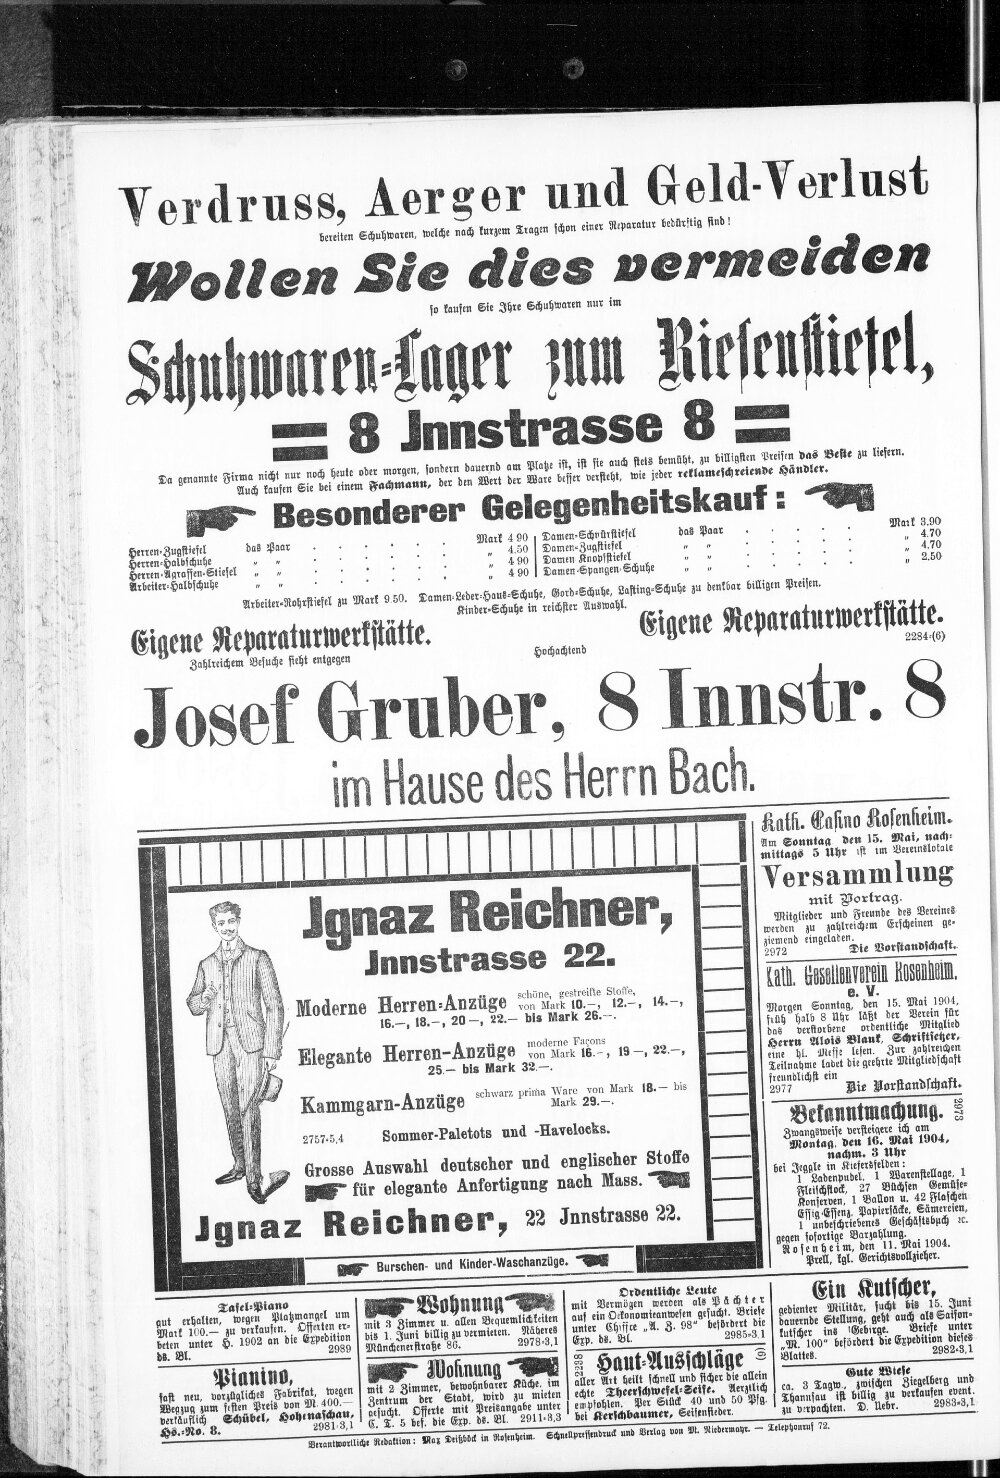 Verdruss, Aerger und Geld-Verlust
bereiten Schuhwaren, welche nach kurzem Tragen schon einer Reparatur bedürftig sind!
Wollen Sie dies vermeiden
so kaufen Sie Ihre Schuhwaren nur im
Schuhwaren-Lager zum Riesenstiefel,
8 Jnnstrasse 8
Da genannte Firma nicht nur noch heute oder morgen, sondern dauernd am Platze ist, ist sie auch stets bemüht, zu billigsten Preisen das Beste zu liefern.
Auch kaufen Sie bei einem Fachmann, der den Wert der Ware besser versteht, wie jeder reklameschreiende Händler.
Besonderer Gelegenheitskauf:
Herren-Zugstiefel das Paar . . . . . . Mark 4 90
Herren-Halbschuhe „ „ . . . . . . „ 4.50
Herren-Agraffen-Stiefel „ „ . . . . . . „ 4 90
Arbeiter-Halbschuhe „ „ . . . . . . „ 4 90
Damen-Schnürstiefel das Paar . . . . . Mark 3.90
Damen-Zugstiefel „ „ . . . . . „ 4.70
Damen Knopfstiefel „ „ . . . . . „ 4.70
Damen-Spangen-Schuhe „ „ . . . . . „ 2.50
Arbeiter-Rohrstiefel zu Mark 9.50. Damen-Leder-Haus-Schuhe, Cord-Schuhe, Lasting-Schuhe zu denkbar billigen Preisen.
Kinder-Schuhe in reichster Auswahl.
Eigene Reparaturwerkstätte. Eigene Reparaturwerkstätte.
Zahlreichem Besuche sieht entgegen Hochachtend 2284-(6)
Josef Gruber, 8 Innstr. 8
im Hause des Herrn Bach.
Jgnaz Reichner,
Jnnstrasse 22.
Moderne Herren-Anzüge schöne, gestreifte Stoffe,
von Mark 10.—, 12.—, 14.—,
16.—, 18.—, 20 —, 22.— bis Mark 26.—.
Elegante Herren-Anzüge moderne Façons
von Mark 16.-, 19 —, 22.—,
25.— bis Mark 32.—.
Kammgarn-Anzüge schwarz prima Ware von Mark 18.— bis
Mark 29.—.
2757-5,4 Sommer-Paletots und -Havelocks.
Grosse Auswahl deutscher und englischer Stoffe
für elegante Anfertigung nach Mass.
Jgnaz Reichner, 22 Jnnstrasse 22.
Burschen- und Kinder-Waschanzüge.
Kath. Casino Rosenheim.
Am Sonntag den 15. Mai, nach-
mittags 5 Uhr ist im Vereinslokale
Versammlung
mit Vortrag.
Mitglieder und Freunde des Vereines
werden zu zahlreichem Erscheinen ge-
ziemend eingeladen.
2972 Die Vorstandschaft.
Kath. Gesellenverein Rosenheim,
e. V.
Morgen Sonntag, den 15. Mai 1904,
früh halb 8 Uhr läßt der Verein für
das verstorbene ordentliche Mitglied
Herrn Alois Blank, Schriftsetzer,
eine hl. Messe lesen. Zur zahlreichen
Teilnahme ladet die geehrte Mitgliedschaft
freundlichst ein
2977 Die Vorstandschaft.
Bekanntmachung. 2973
Zwangsweise versteigere ich am
Montag, den 16. Mai 1904,
nachm. 3 Uhr
bei Jeggle in Kiefersfelden:
1 Ladenpudel, 1 Warenstellage, 1
Fleischstock, 27 Büchsen Gemüse-
Konserven, 1 Ballon u. 42 Flaschen
Essig-Essenz, Papiersäcke, Sämereien,
1 unbeschriebenes Geschäftsbuch ꝛc.
gegen sofortige Barzahlung.
Rosenheim, den 11. Mai 1904.
Prell, kgl. Gerichtsvollzieher.
Tafel-Piano
gut erhalten, wegen Platzmangel um
Mark 100.— zu verkaufen. Offerten er-
beten unter H. 1902 an die Expedition
ds. Bl. 2989
Pianino,
fast neu, vorzügliches Fabrikat, wegen
Wegzug zum festen Preis von M. 400.—
verkäuflich Schübel, Hohenaschau,
Hs.-No. 8. 2981-3,1
Wohnung
mit 3 Zimmer u. allen Bequemlichkeiten
bis 1. Juni billig zu vermieten. Näheres
Münchenerstraße 86. 2978-3,1
Wohnung
mit 2 Zimmer, bewohnbarer Küche, im
Zentrum der Stadt, wird zu mieten
gesucht. Offerte mit Preisangabe unter
C. T. 5 bef. die Exp. ds. Bl. 2911-3,3
Ordentliche Leute
mit Vermögen werden als Pächter
auf ein Oekonomieanwesen gesucht. Briefe
unter Chiffre „A. Z. 98“ befördert die
Exp. ds. Bl. 2985-3,1
2298 Haut-Ausschläge (6)
aller Art heilt schnell und sicher die allein
echte Theerschwefel-Seife. Aerztlich
empfohlen. Per Stück 40 und 50 Pfg.
bei Kerschbaumer, Seifensieder.
Ein Kutscher,
gedienter Militär, sucht bis 15. Juni
dauernde Stellung, geht auch als Saison-
kutscher ins Gebirge. Briefe unter
„M. 100“ befördert die Expedition dieses
Blattes. 2982-3,1
Gute Wiese
ca. 3 Tagw., zwischen Ziegelberg und
Thannsau ist billig zu verkaufen event.
zu verpachten. D. Uebr. 2983-3,1
Verantwortliche Redaktion: Max Deißböck in Rosenheim. Schnellpressendruck und Verlag von M. Niedermayr. — Telephonruf 72.